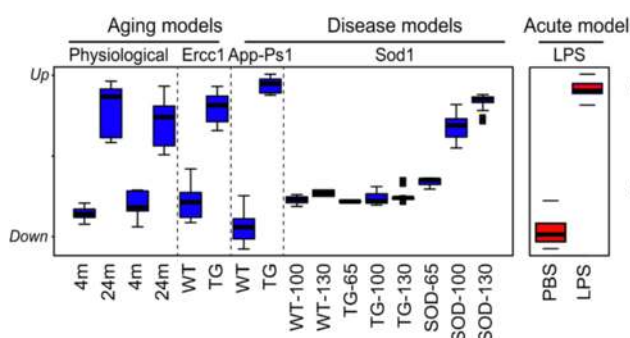 Aging models Disease models Acute model
Physiological Ercc1 App-Ps1 Sod1 LPS
Up
Down
4m 24m 4m 24m WT TG WT TG WT-100 WT-130 TG-65 TG-100 TG-130 SOD-65 SOD-100 SOD-130 PBS LPS